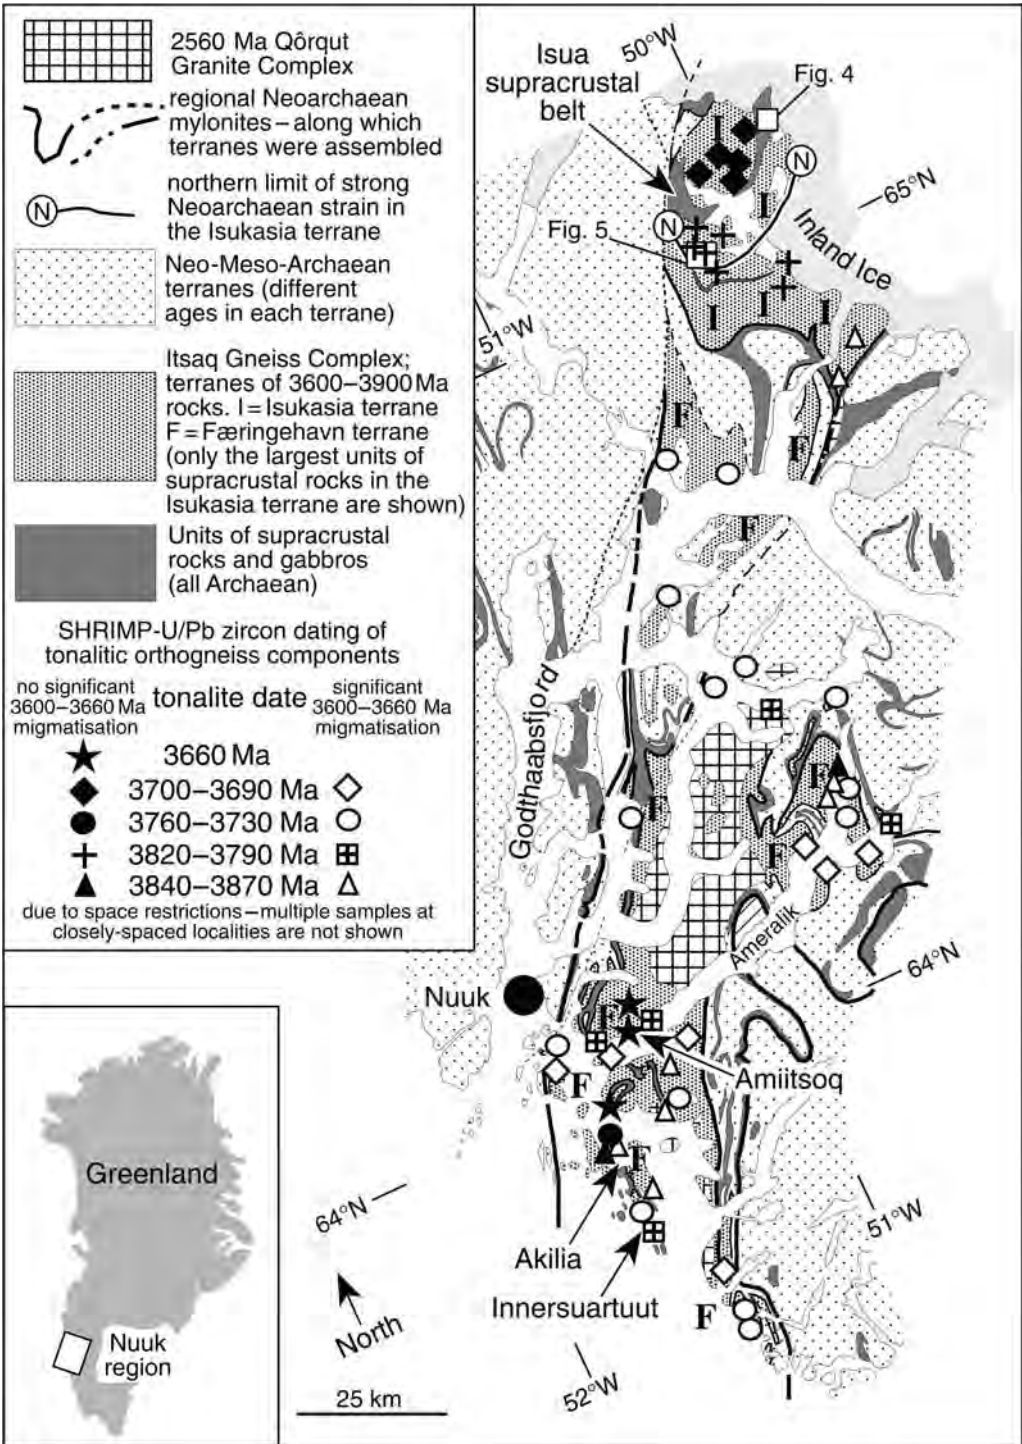 2560 Ma Qôrqut
Granite Complex
regional Neoarchaean
mylonites – along which
terranes were assembled
N
northern limit of strong
Neoarchaean strain in
the Isukasia terrane
Neo-Meso-Archaean
terranes (different
ages in each terrane)
Itsaq Gneiss Complex;
terranes of 3600–3900 Ma
rocks. I = Isukasia terrane
F = Færingehavn terrane
(only the largest units of
supracrustal rocks in the
Isukasia terrane are shown)
Units of supracrustal
rocks and gabbros
(all Archaean)
SHRIMP-U/Pb zircon dating of
tonalitic orthogneiss components
no significant
3600–3660 Ma
migmatisation
tonalite date
significant
3600–3660 Ma
migmatisation
3660 Ma
3700–3690 Ma
3760–3730 Ma
3820–3790 Ma
3840–3870 Ma
due to space restrictions – multiple samples at
closely-spaced localities are not shown
Greenland
Nuuk
region
Isua
supracrustal
belt
50°W
Fig. 4
I
N
65°N
I
N
Fig. 5
Inland Ice
I
I
I
51°W
F
F
F
Godthaabsfjord
F
F
F
Ameralik
64°N
Nuuk
F
Amiitsoq
F
F
64°N
51°W
Akilia
Innersuartuut
F
North
52°W
25 km